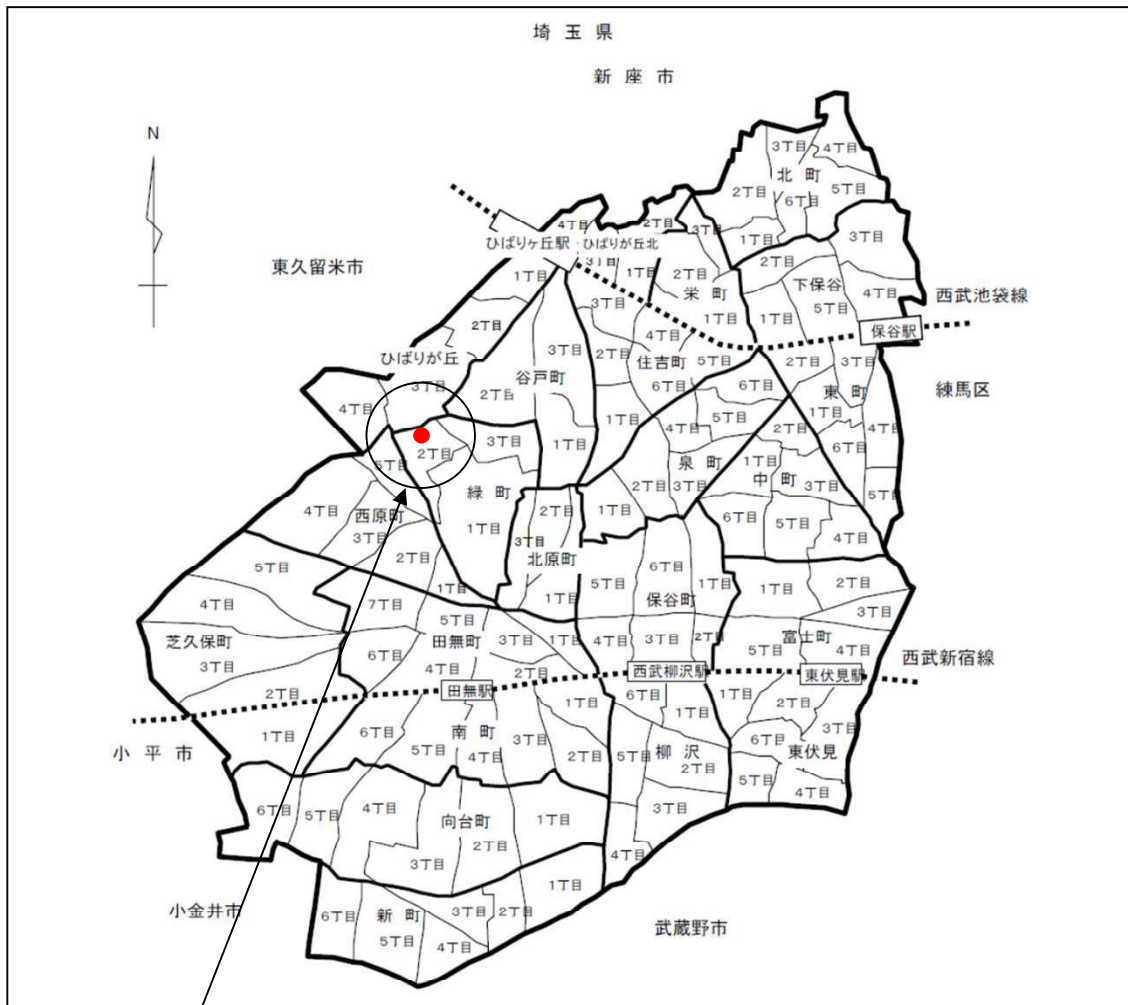 埼玉県
新座市
N
3丁目
4丁目
北町
2丁目
5丁目
6丁目
1丁目
3丁目
4丁目
2丁目
3丁目
ひばりヶ丘駅
ひばりが丘北
3丁目
1丁目
2丁目
栄町
1丁目
2丁目
下保谷
4丁目
5丁目
1丁目
西武池袋線
保谷駅
東久留米市
1丁目
2丁目
ひばりが丘
3丁目
4丁目
3丁目
谷戸町
2丁目
1丁目
3丁目
4丁目
2丁目
住吉町
5丁目
6丁目
1丁目
6丁目
5丁目
4丁目
泉町
2丁目
3丁目
1丁目
2丁目
3丁目
東町
1丁目
4丁目
6丁目
5丁目
練馬区
2丁目
1丁目
中町
3丁目
6丁目
5丁目
4丁目
2丁目
3丁目
緑町
1丁目
5丁目
4丁目
西原町
3丁目
2丁目
1丁目
2丁目
3丁目
北原町
1丁目
6丁目
5丁目
1丁目
保谷町
4丁目
3丁目
2丁目
1丁目
2丁目
3丁目
富士町
5丁目
4丁目
西武新宿線
5丁目
4丁目
芝久保町
3丁目
2丁目
1丁目
7丁目
5丁目
田無町
3丁目
1丁目
6丁目
4丁目
2丁目
田無駅
西武柳沢駅
東伏見駅
小平市
6丁目
南町
5丁目
4丁目
3丁目
1丁目
2丁目
6丁目
1丁目
5丁目
柳沢
2丁目
3丁目
4丁目
1丁目
2丁目
3丁目
6丁目
東伏見
5丁目
4丁目
6丁目
5丁目
4丁目
向台町
1丁目
2丁目
3丁目
小金井市
1丁目
6丁目
新町
3丁目
2丁目
5丁目
4丁目
武蔵野市